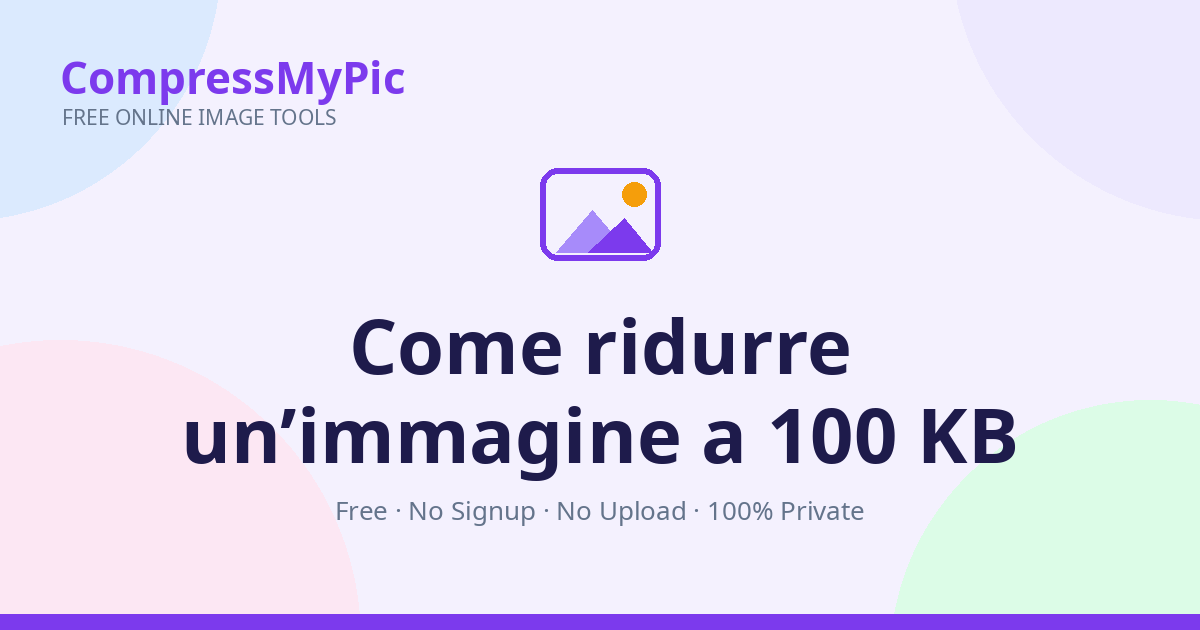 CompressMyPic
FREE ONLINE IMAGE TOOLS
Come ridurre
un’immagine a 100 KB
Free · No Signup · No Upload · 100% Private